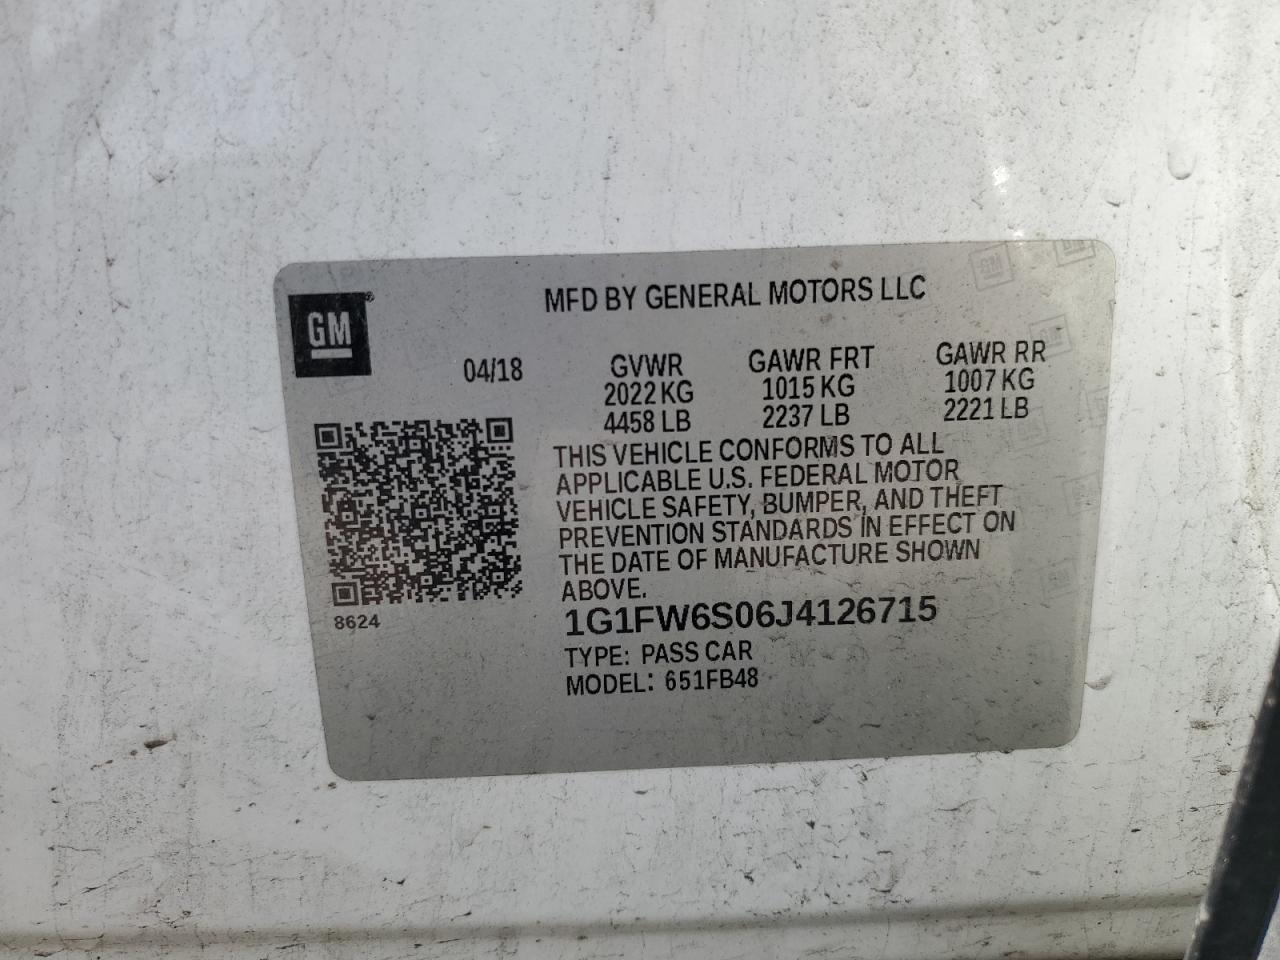 MFD BY GENERAL MOTORS LLC
GM
04/18
GVWR GAWR FRT GAWR RR
2022 KG 1015 KG 1007 KG
4458 LB 2237 LB 2221 LB
THIS VEHICLE CONFORMS TO ALL
APPLICABLE U.S. FEDERAL MOTOR
VEHICLE SAFETY, BUMPER, AND THEFT
PREVENTION STANDARDS IN EFFECT ON
THE DATE OF MANUFACTURE SHOWN
ABOVE.
8624
1G1FW6S06J4126715
TYPE: PASS CAR
MODEL: 651FB48